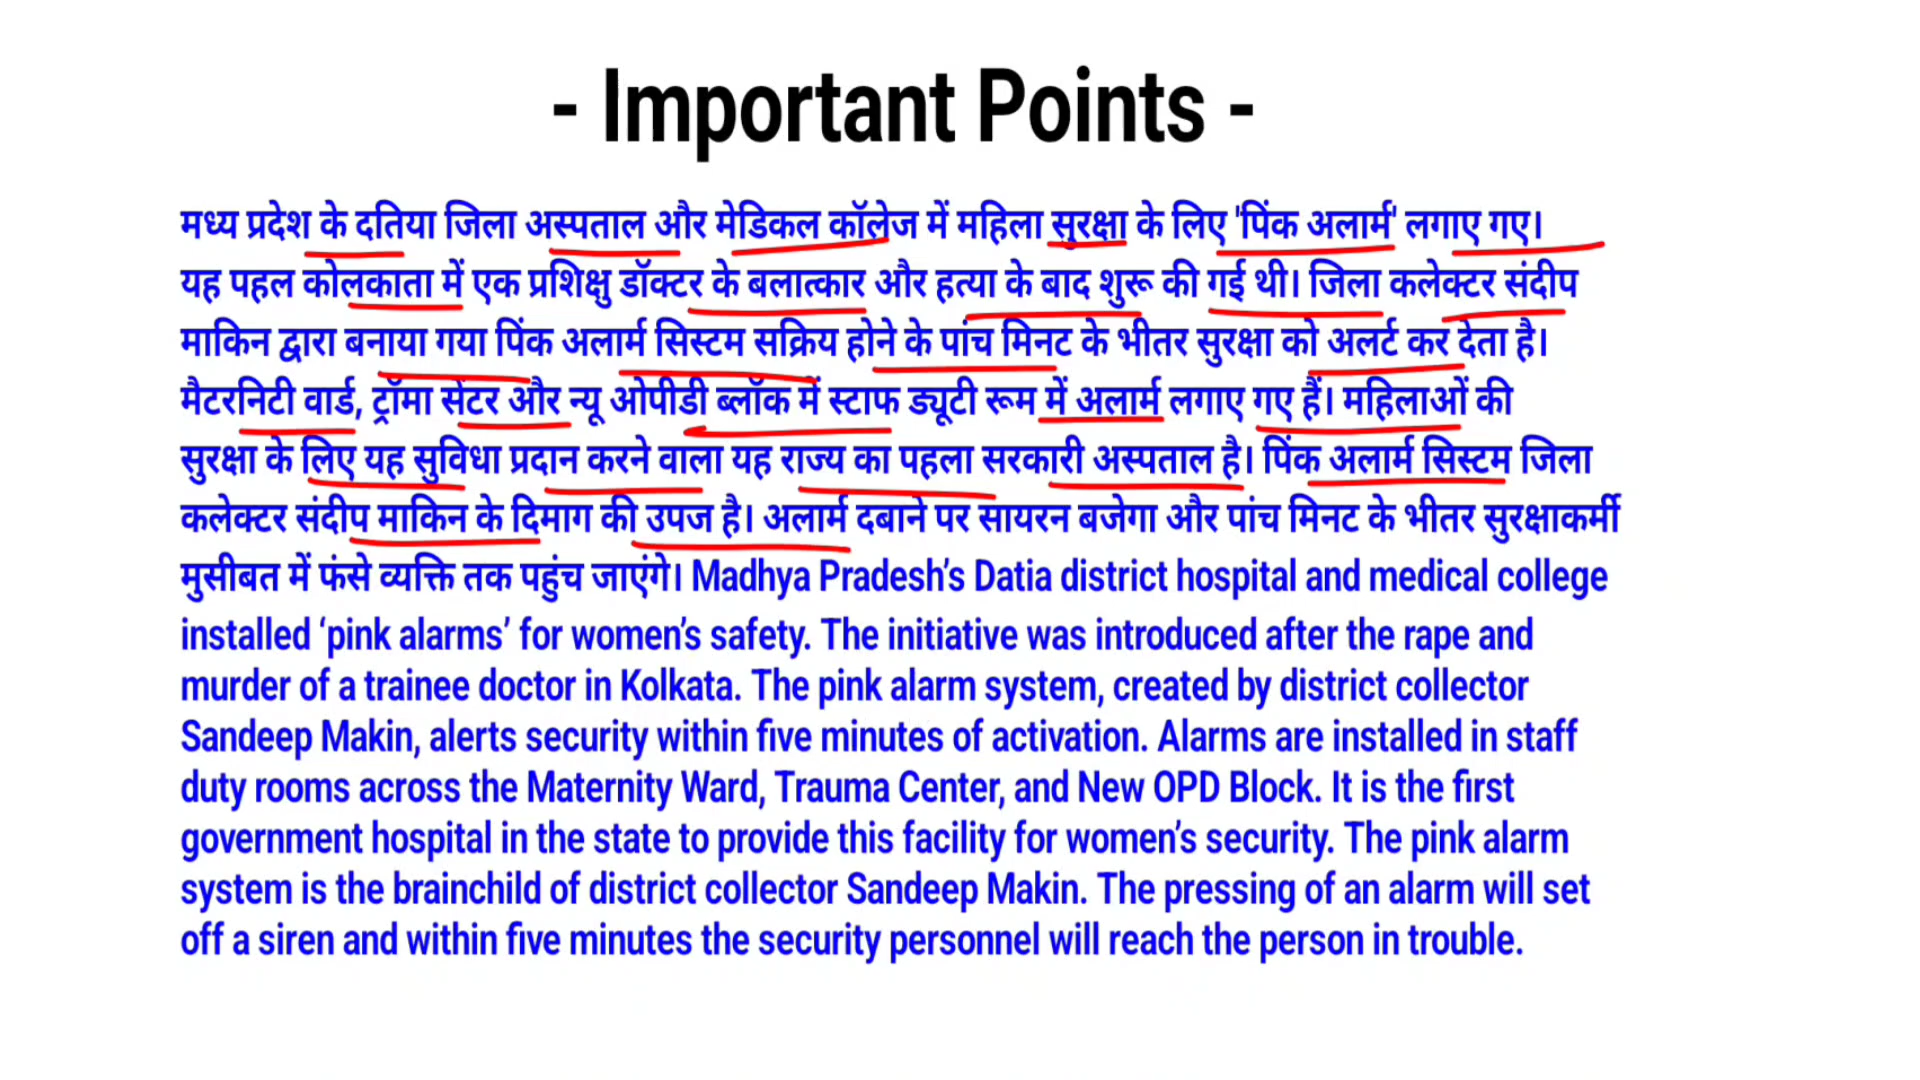 - Important Points -
मध्य प्रदेश के दतिया जिला अस्पताल और मेडिकल कॉलेज में महिला सुरक्षा के लिए 'पिंक अलार्म' लगाए गए।
यह पहल कोलकाता में एक प्रशिक्षु डॉक्टर के बलात्कार और हत्या के बाद शुरू की गई थी। जिला कलेक्टर संदीप
माकिन द्वारा बनाया गया पिंक अलार्म सिस्टम सक्रिय होने के पांच मिनट के भीतर सुरक्षा को अलर्ट कर देता है।
मैटरनिटी वार्ड, ट्रॉमा सेंटर और न्यू ओपीडी ब्लॉक में स्टाफ ड्यूटी रूम में अलार्म लगाए गए हैं। महिलाओं की
सुरक्षा के लिए यह सुविधा प्रदान करने वाला यह राज्य का पहला सरकारी अस्पताल है। पिंक अलार्म सिस्टम जिला
कलेक्टर संदीप माकिन के दिमाग की उपज है। अलार्म दबाने पर सायरन बजेगा और पांच मिनट के भीतर सुरक्षाकर्मी
मुसीबत में फंसे व्यक्ति तक पहुंच जाएंगे। Madhya Pradesh’s Datia district hospital and medical college
installed ‘pink alarms’ for women’s safety. The initiative was introduced after the rape and
murder of a trainee doctor in Kolkata. The pink alarm system, created by district collector
Sandeep Makin, alerts security within five minutes of activation. Alarms are installed in staff
duty rooms across the Maternity Ward, Trauma Center, and New OPD Block. It is the first
government hospital in the state to provide this facility for women’s security. The pink alarm
system is the brainchild of district collector Sandeep Makin. The pressing of an alarm will set
off a siren and within five minutes the security personnel will reach the person in trouble.